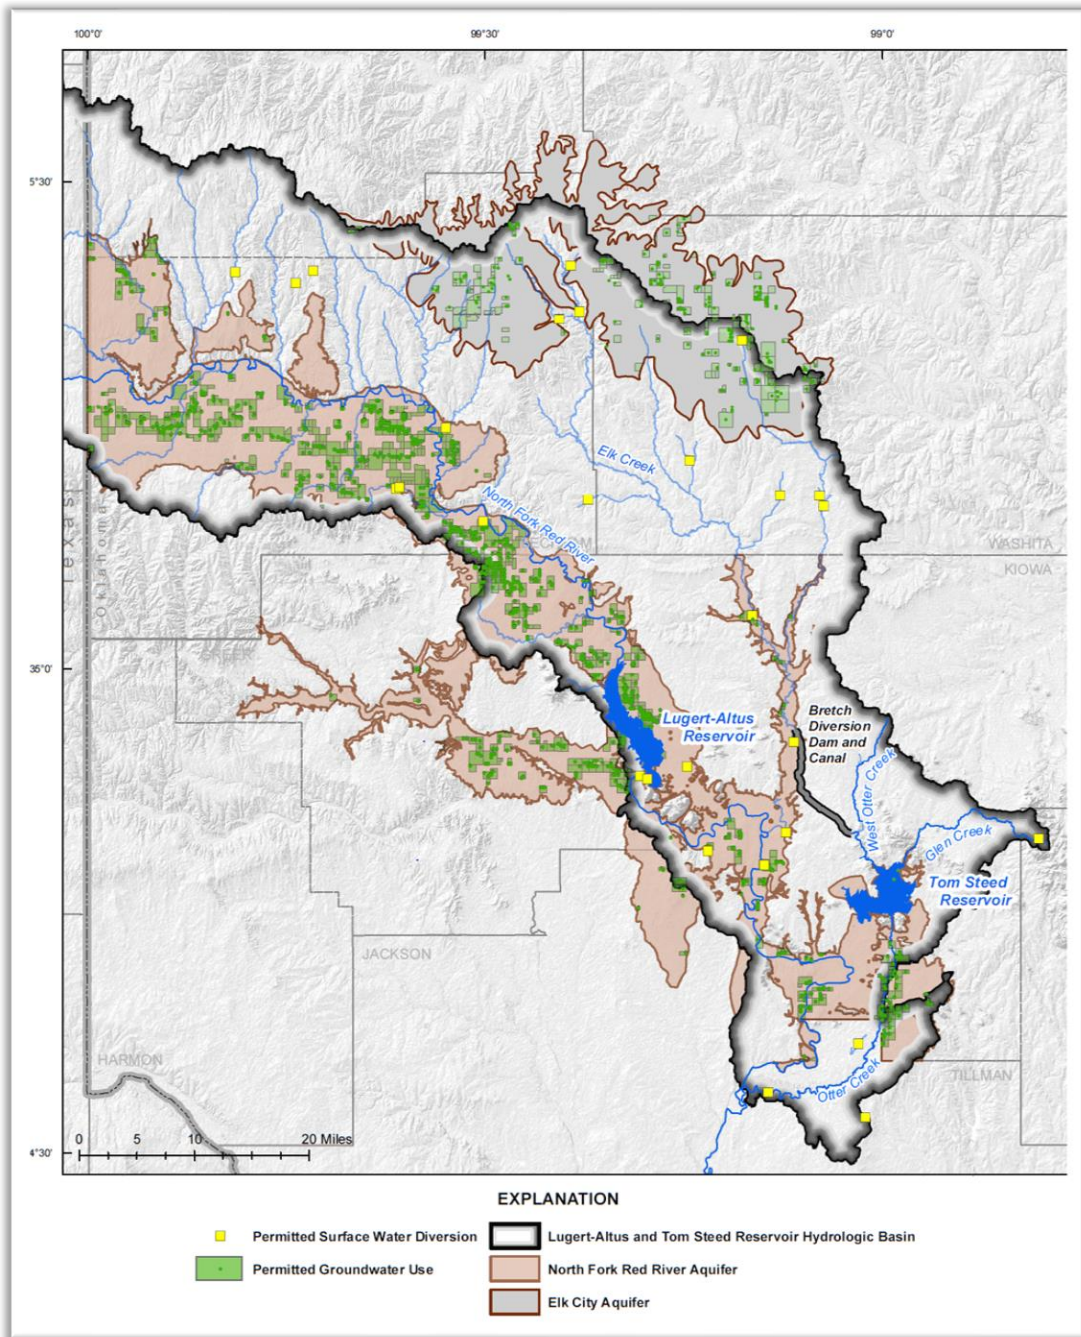 100°0'
99°30'
99°0'
5°30'
Elk Creek
North Fork Red River
WASHITA
KIOWA
Oklahoma
35°0'
Lugert-Altus
Reservoir
Bretch
Diversion
Dam and
Canal
West Otter Creek
Glen Creek
Tom Steed
Reservoir
JACKSON
HARMON
TILLMAN
Otter Creek
0 5 10 20 Miles
4°30'
EXPLANATION
Permitted Surface Water Diversion
Lugert-Altus and Tom Steed Reservoir Hydrologic Basin
Permitted Groundwater Use
North Fork Red River Aquifer
Elk City Aquifer